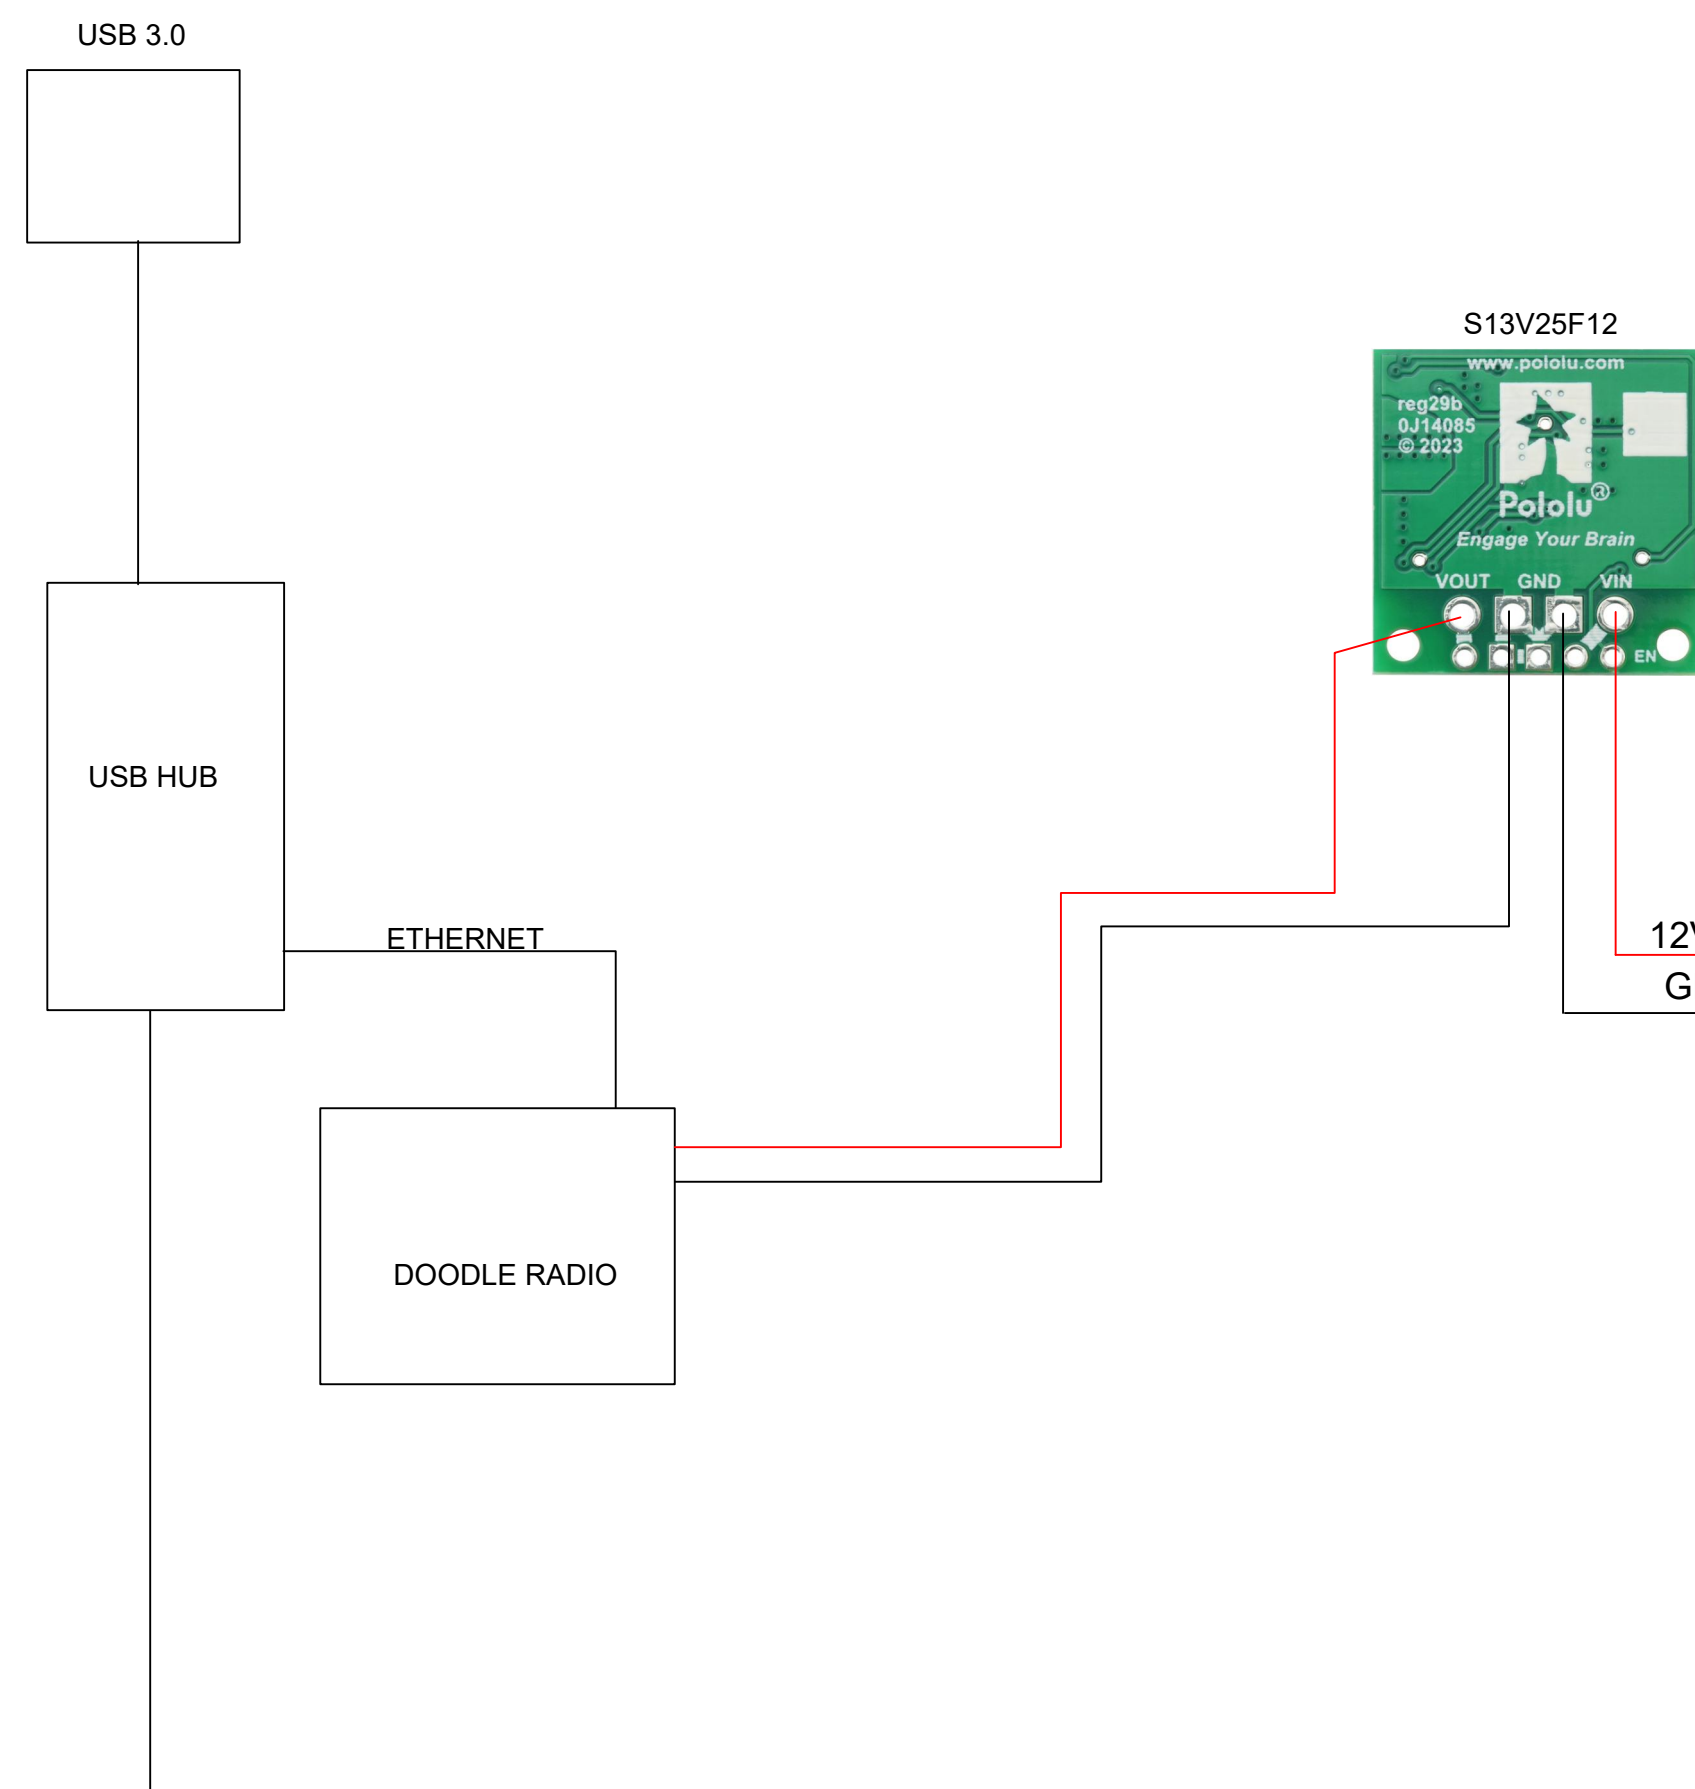 USB 3.0
S13V25F12
www.pololu.com
reg29b
0J14085
© 2023
Pololu®
Engage Your Brain
VOUT GND VIN
EN
USB HUB
ETHERNET
12V
G
DOODLE RADIO